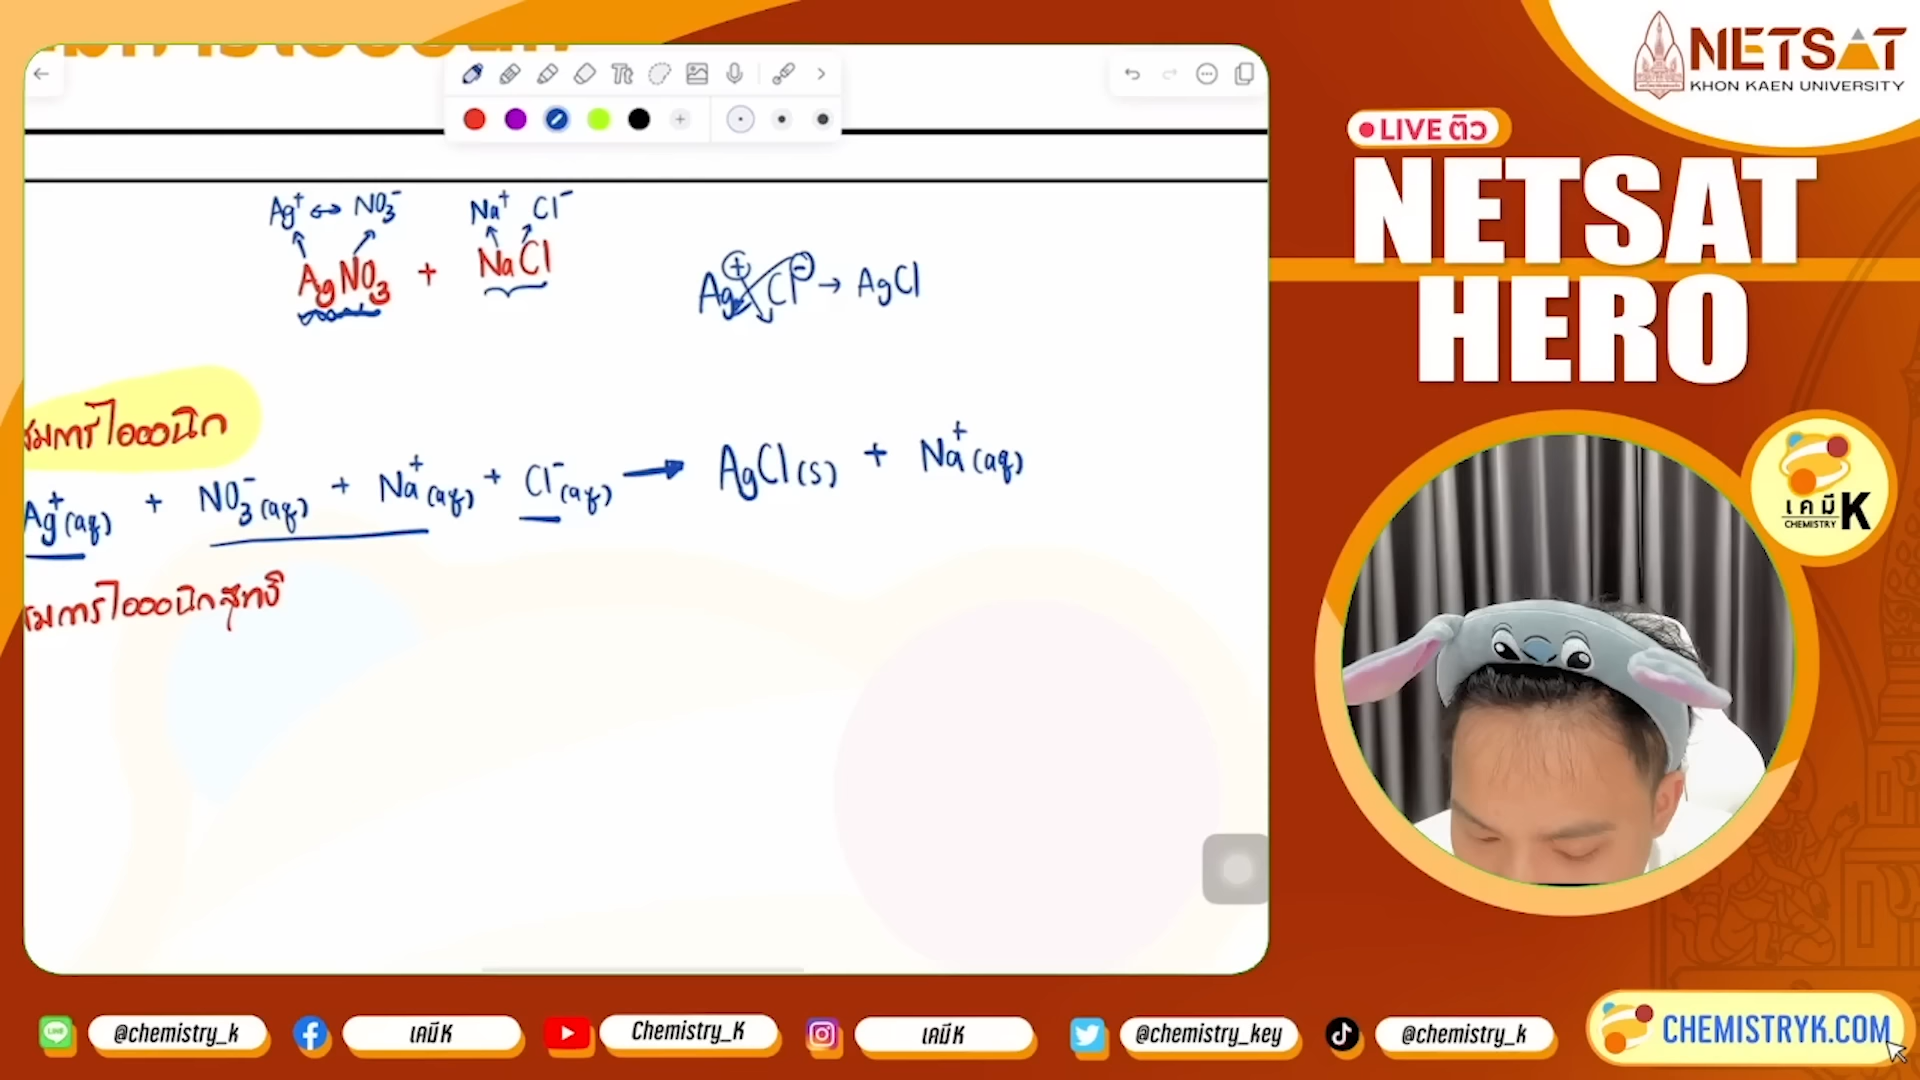 NETSAT
KHON KAEN UNIVERSITY
LIVE ติว
NETSAT
HERO
Tt
Ag⁺ ↔ NO₃⁻ Na⁺ Cl⁻
AgNO₃ + NaCl
Ag⁺ Cl⁻ → AgCl
สมการไอออนิก
Ag⁺(aq) + NO₃⁻(aq) + Na⁺(aq) + Cl⁻(aq) → AgCl(s) + Na⁺(aq)
สมการไอออนิกสุทธิ
เคมี K
CHEMISTRY
@chemistry_k
เคมี K
Chemistry_K
เคมี K
@chemistry_key
@chemistry_k
CHEMISTRYK.COM